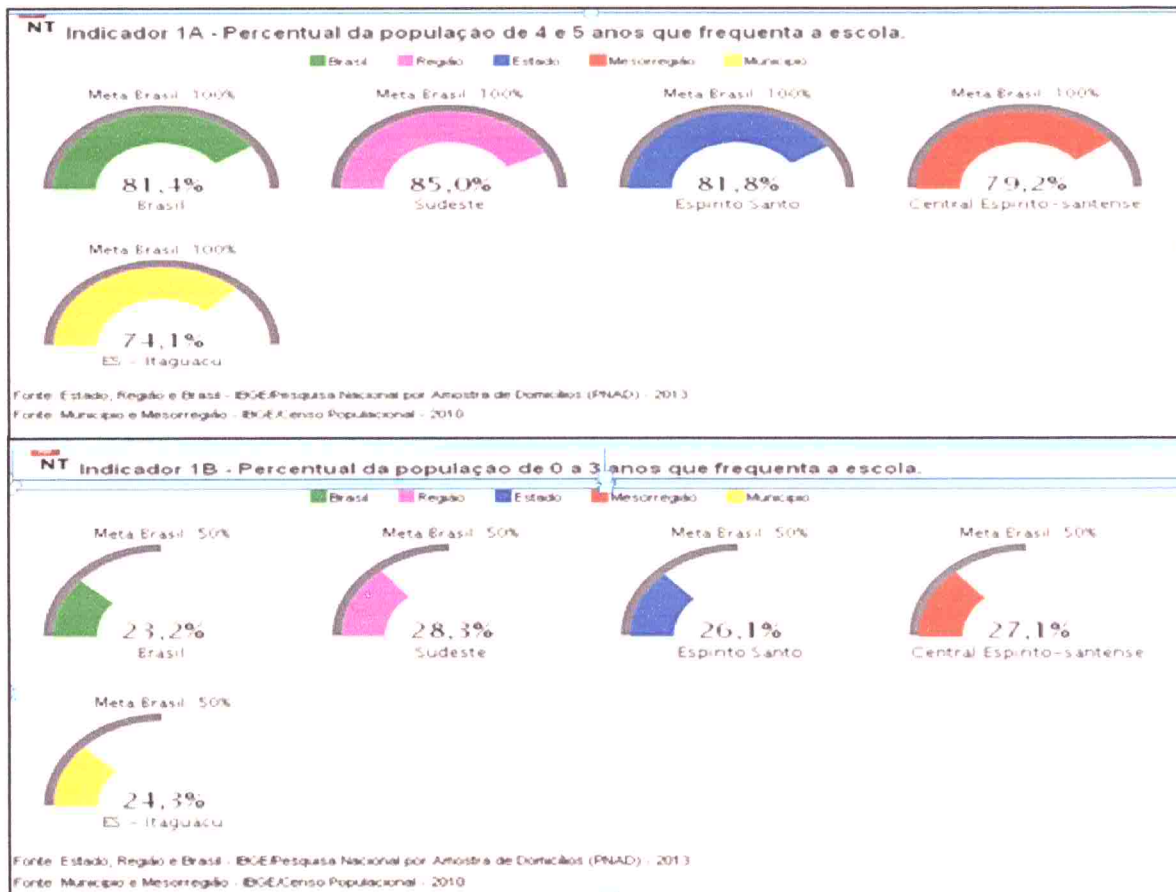 NT Indicador 1A - Percentual da população de 4 e 5 anos que frequenta a escola.
Brasil Região Estado Mesorregião Município
Meta Brasil: 100% Meta Brasil: 100% Meta Brasil: 100% Meta Brasil: 100%
81,4% 85,0% 81,8% 79,2%
Brasil Sudeste Espírito Santo Central Espírito-santense
Meta Brasil: 100%
74,1%
ES - Itaguaçu
Fonte: Estado, Região e Brasil - IBGE/Pesquisa Nacional por Amostra de Domicílios (PNAD) - 2013
Fonte: Município e Mesorregião - IBGE/Censo Populacional - 2010
NT Indicador 1B - Percentual da população de 0 a 3 anos que frequenta a escola.
Brasil Região Estado Mesorregião Município
Meta Brasil: 50% Meta Brasil: 50% Meta Brasil: 50% Meta Brasil: 50%
23,2% 28,3% 26,1% 27,1%
Brasil Sudeste Espírito Santo Central Espírito-santense
Meta Brasil: 50%
24,3%
ES - Itaguaçu
Fonte: Estado, Região e Brasil - IBGE/Pesquisa Nacional por Amostra de Domicílios (PNAD) - 2013
Fonte: Município e Mesorregião - IBGE/Censo Populacional - 2010